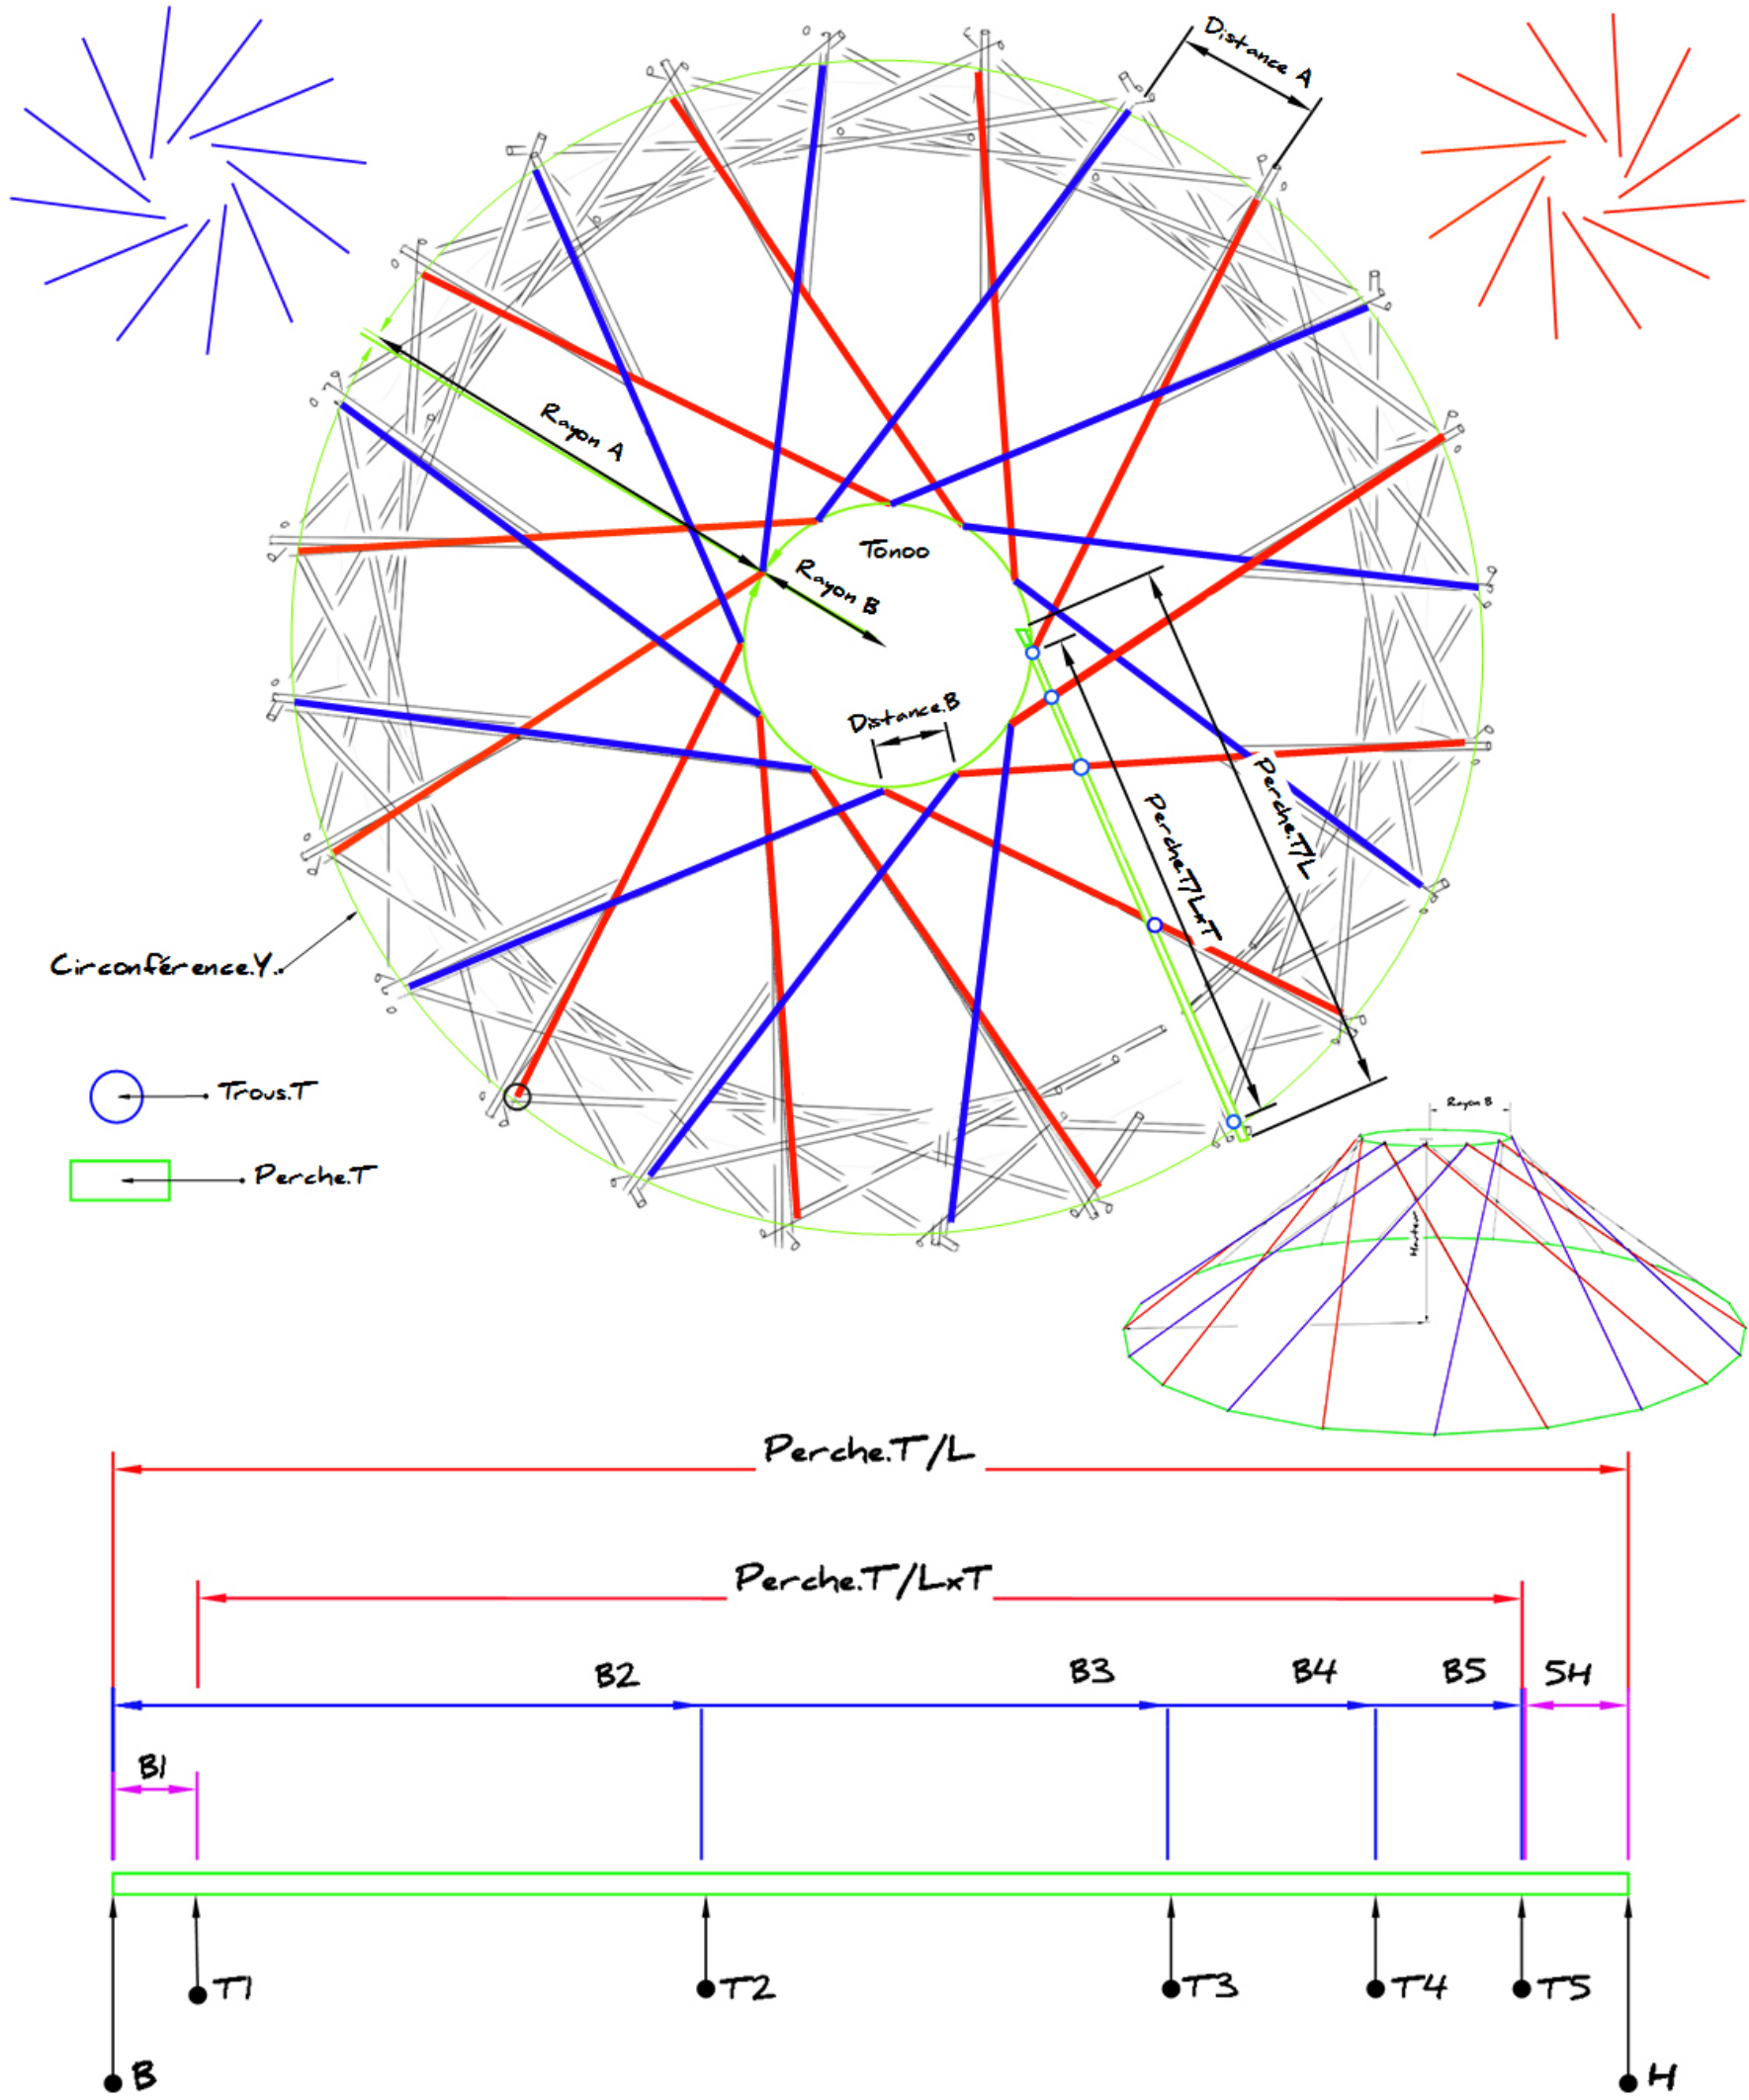 Distance A
Rayon A
Tonoo
Rayon B
Distance.B
Perche.T/L
Perche.T/LxT
Circonférence.Y.
Trous.T
Perche.T
Rayon B
Perche.T/L
Perche.T/LxT
B2
B3
B4
B5
5H
B1
T1
T2
T3
T4
T5
B
H